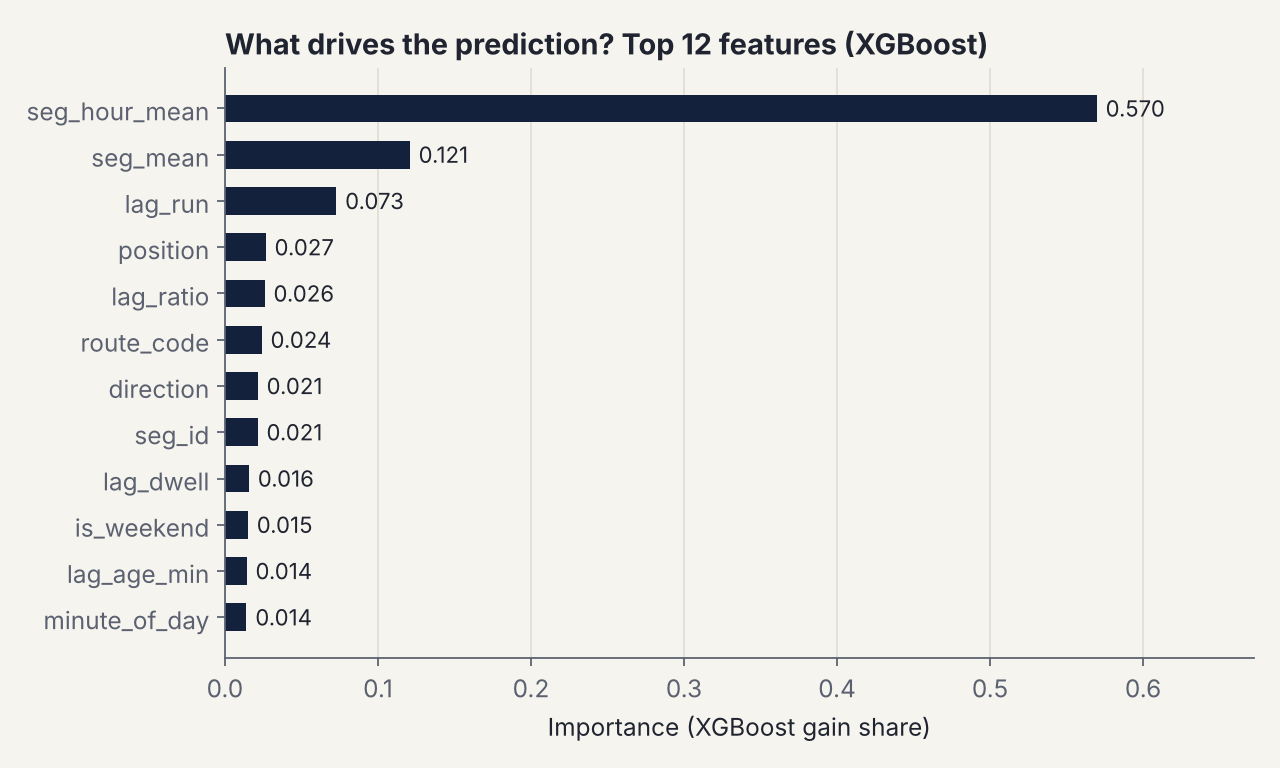 What drives the prediction? Top 12 features (XGBoost)
seg_hour_mean 0.570
seg_mean 0.121
lag_run 0.073
position 0.027
lag_ratio 0.026
route_code 0.024
direction 0.021
seg_id 0.021
lag_dwell 0.016
is_weekend 0.015
lag_age_min 0.014
minute_of_day 0.014
0.0 0.1 0.2 0.3 0.4 0.5 0.6
Importance (XGBoost gain share)